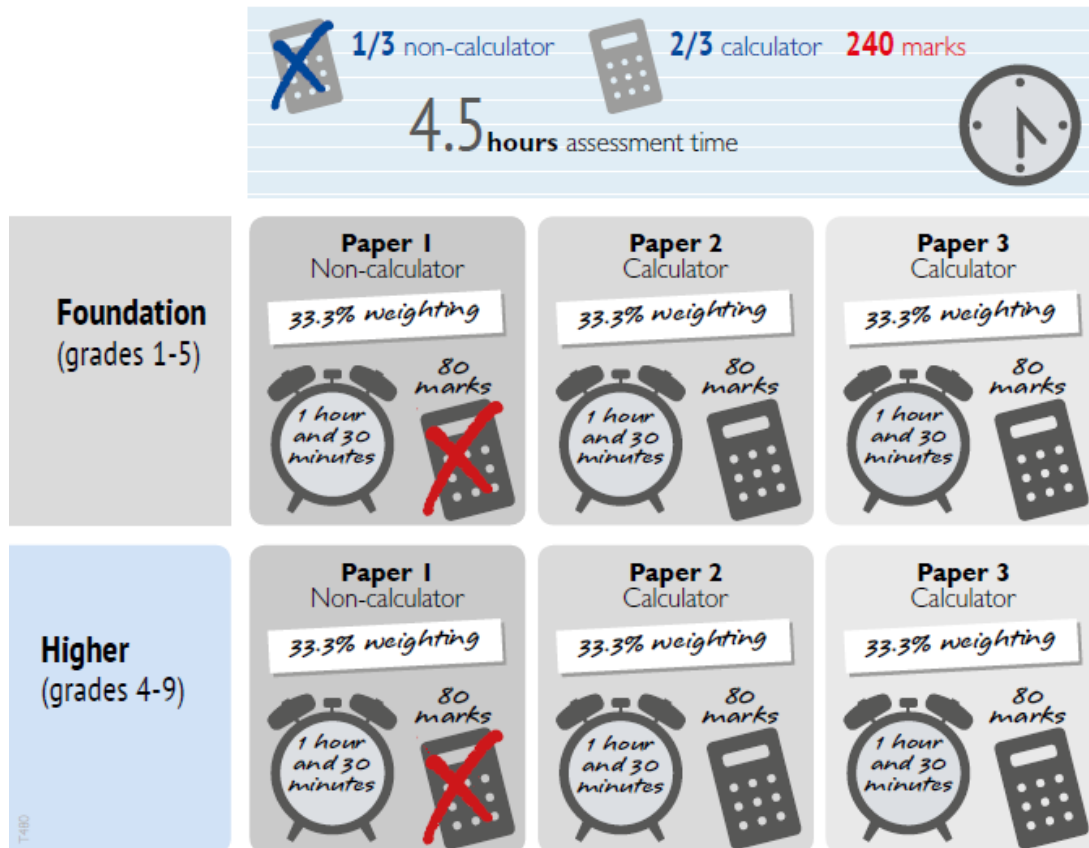 1/3 non-calculator 2/3 calculator 240 marks
4.5 hours assessment time
Foundation
(grades 1-5)
Paper 1
Non-calculator
33.3% weighting
80
marks
1 hour
and 30
minutes
Paper 2
Calculator
33.3% weighting
80
marks
1 hour
and 30
minutes
Paper 3
Calculator
33.3% weighting
80
marks
1 hour
and 30
minutes
Higher
(grades 4-9)
Paper 1
Non-calculator
33.3% weighting
80
marks
1 hour
and 30
minutes
Paper 2
Calculator
33.3% weighting
80
marks
1 hour
and 30
minutes
Paper 3
Calculator
33.3% weighting
80
marks
1 hour
and 30
minutes
T480